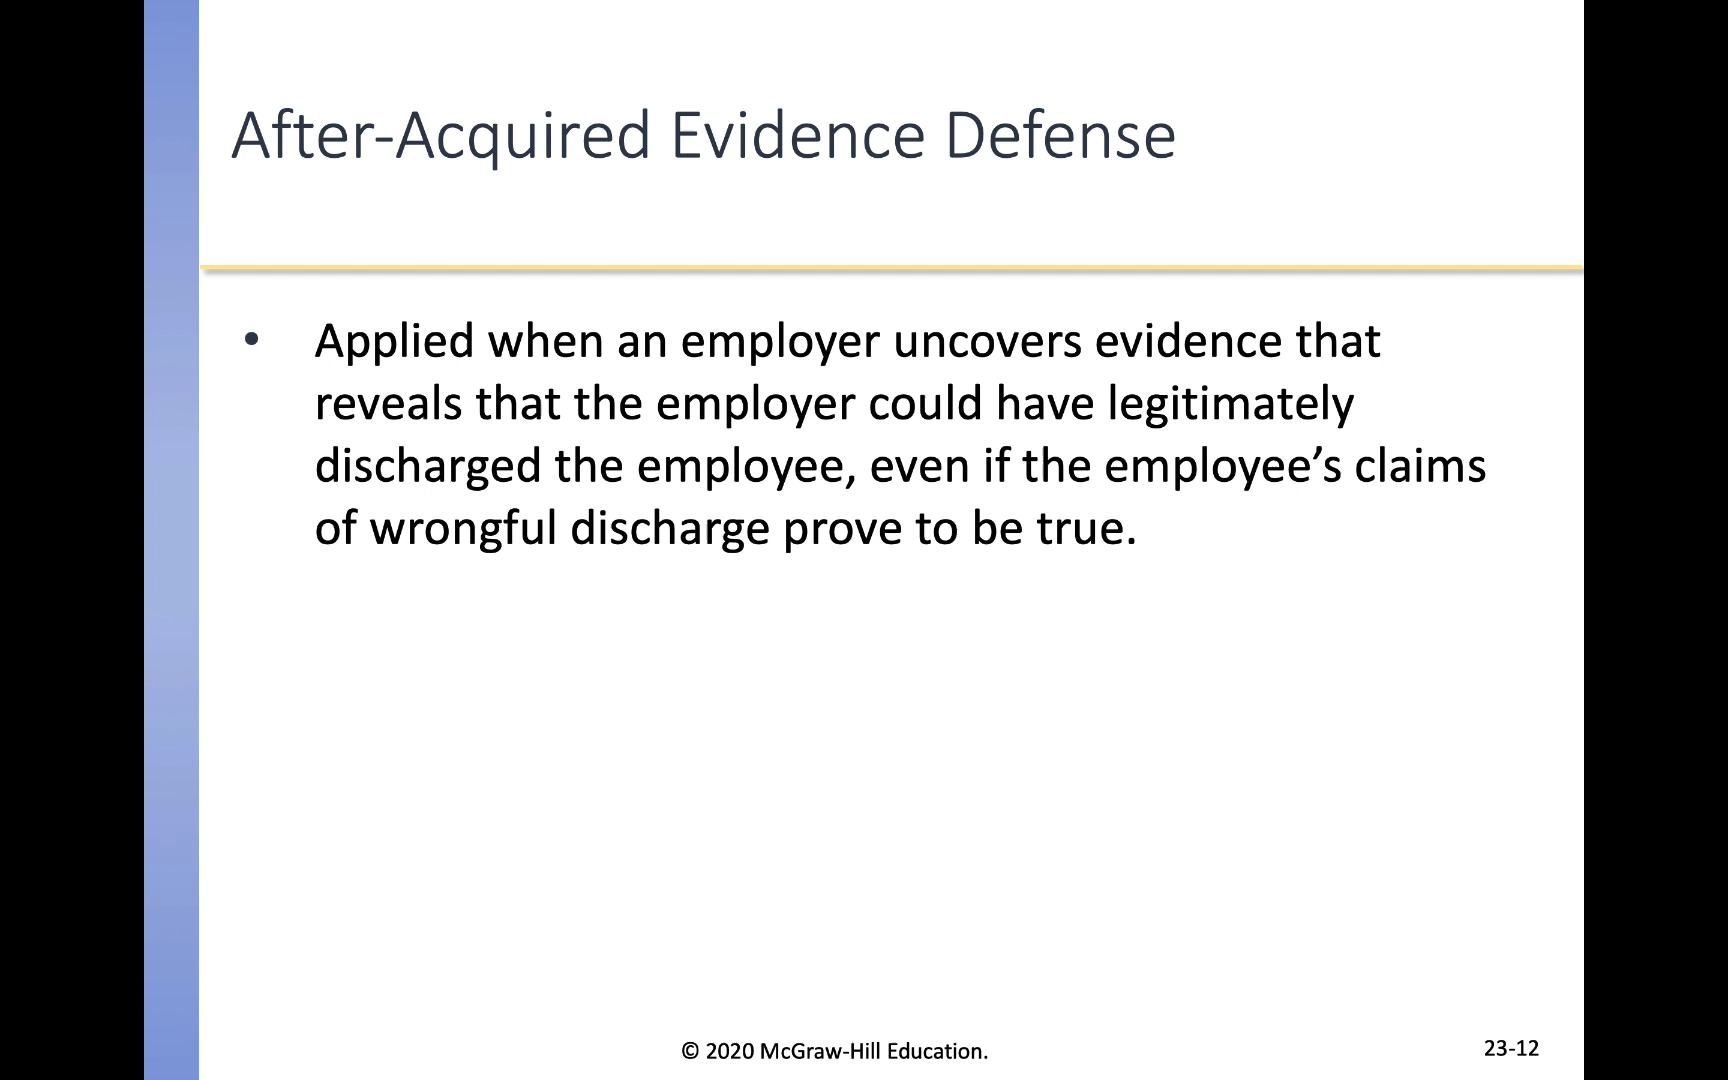 After-Acquired Evidence Defense
• Applied when an employer uncovers evidence that
reveals that the employer could have legitimately
discharged the employee, even if the employee’s claims
of wrongful discharge prove to be true.
© 2020 McGraw-Hill Education.
23-12